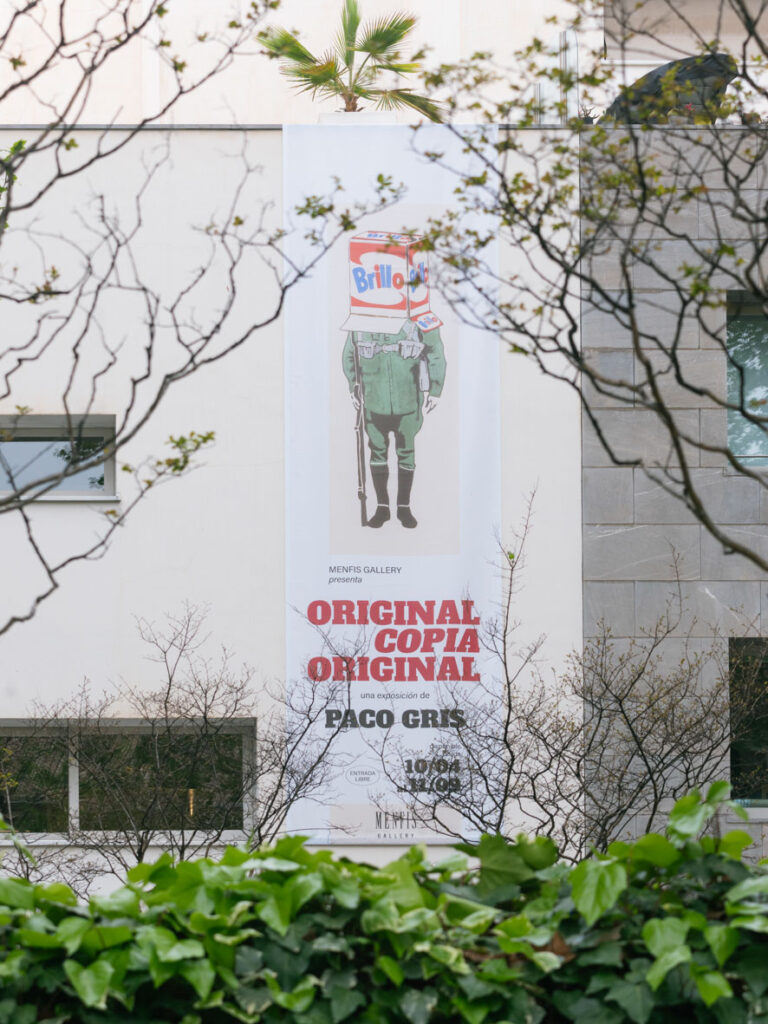 Brillo
MENFIS GALLERY
presenta
ORIGINAL
COPIA
ORIGINAL
una exposición de
PACO GRIS
10/04
11/09
ENTRADA
LIBRE
MENFIS
GALLERY